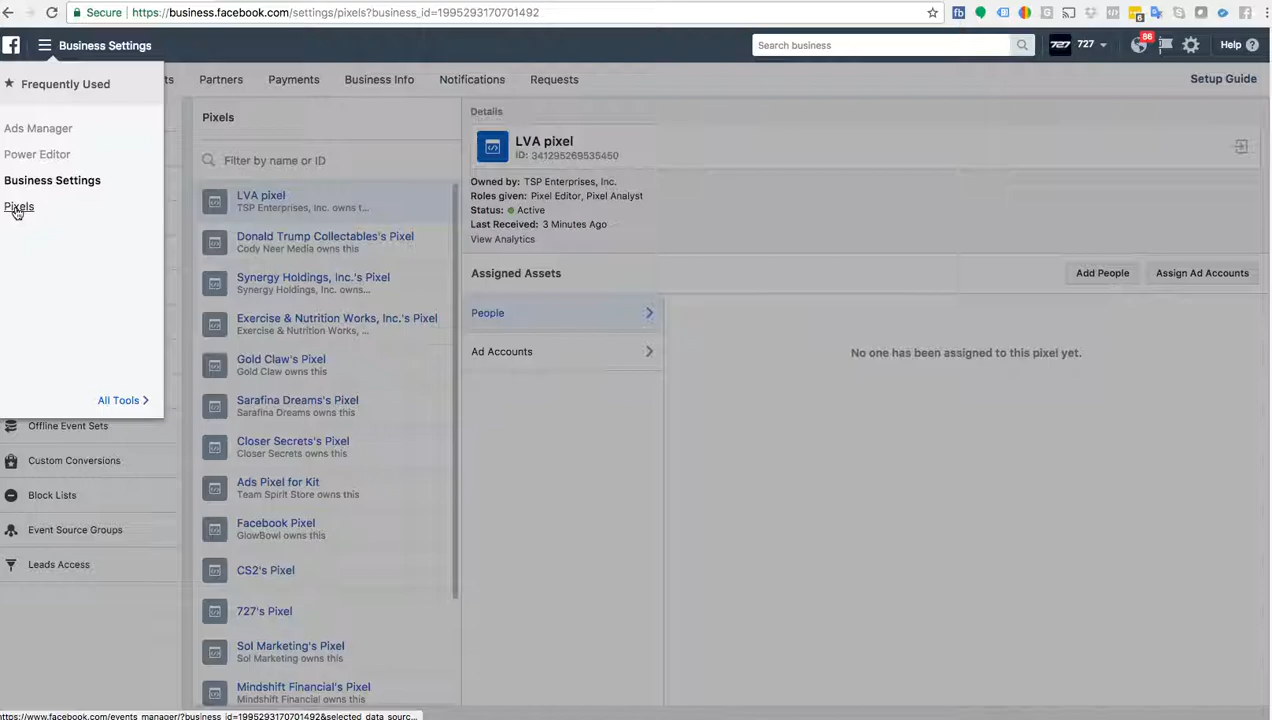 Secure
https://business.facebook.com/settings/pixels?business_id=1995293170701492
Business Settings
Search business
727
727
86
6
Help
Frequently Used
Ads Manager
Power Editor
Business Settings
Pixels
All Tools
Partners
Payments
Business Info
Notifications
Requests
Setup Guide
Offline Event Sets
Custom Conversions
Block Lists
Event Source Groups
Leads Access
Pixels
Filter by name or ID
LVA pixel
TSP Enterprises, Inc. owns t...
Donald Trump Collectables's Pixel
Cody Neer Media owns this
Synergy Holdings, Inc.'s Pixel
Synergy Holdings, Inc. owns...
Exercise & Nutrition Works, Inc.'s Pixel
Exercise & Nutrition Works, ...
Gold Claw's Pixel
Gold Claw owns this
Sarafina Dreams's Pixel
Sarafina Dreams owns this
Closer Secrets's Pixel
Closer Secrets owns this
Ads Pixel for Kit
Team Spirit Store owns this
Facebook Pixel
GlowBowl owns this
CS2's Pixel
727's Pixel
Sol Marketing's Pixel
Sol Marketing owns this
Mindshift Financial's Pixel
Mindshift Financial owns this
Details
LVA pixel
ID: 341295269535450
Owned by: TSP Enterprises, Inc.
Roles given: Pixel Editor, Pixel Analyst
Status: Active
Last Received: 3 Minutes Ago
View Analytics
Assigned Assets
Add People
Assign Ad Accounts
People
Ad Accounts
No one has been assigned to this pixel yet.
https://www.facebook.com/events_manager/?business_id=1995293170701492&selected_data_sourc...